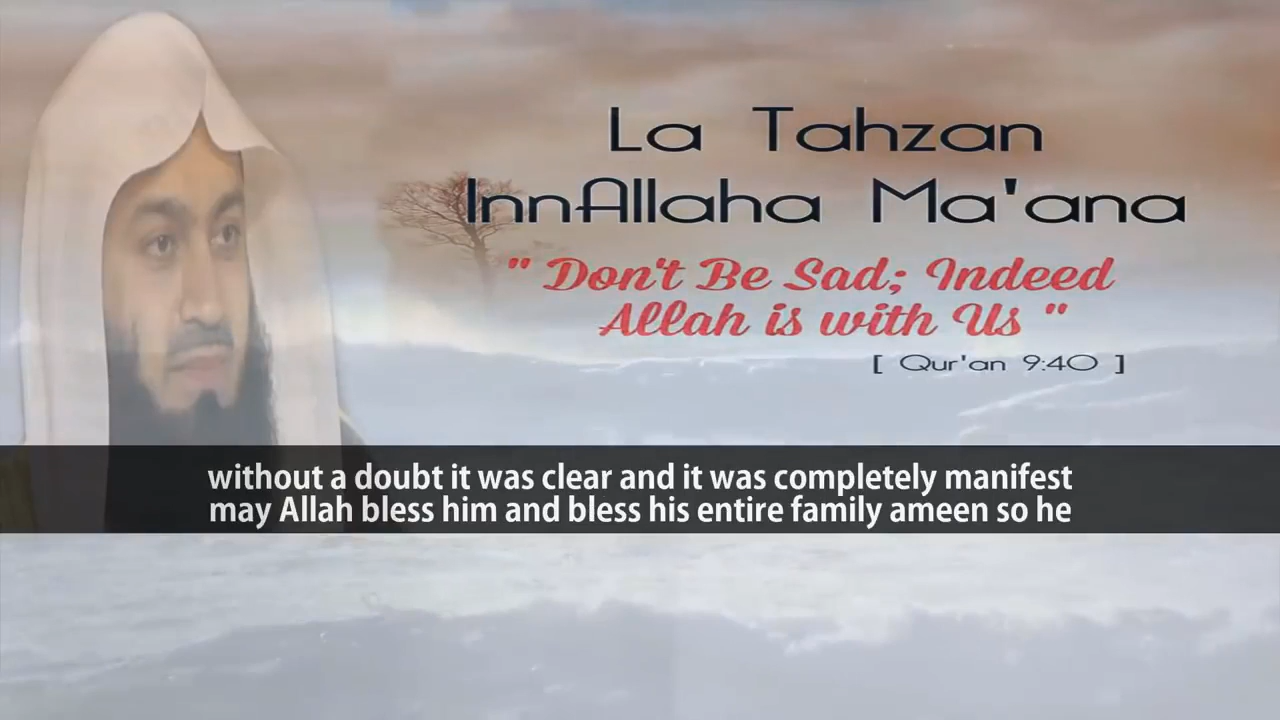 La Tahzan
InnAllaha Ma'ana
" Don't Be Sad; Indeed
Allah is with Us "
[ Qur'an 9:40 ]
without a doubt it was clear and it was completely manifest
may Allah bless him and bless his entire family ameen so he